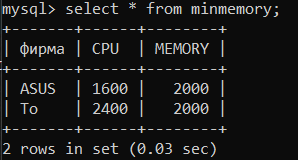 mysql> select * from minmemory;
+-------+------+--------+
| фирма | CPU  | MEMORY |
+-------+------+--------+
| ASUS  | 1600 |   2000 |
| To    | 2400 |   2000 |
+-------+------+--------+
2 rows in set (0.03 sec)